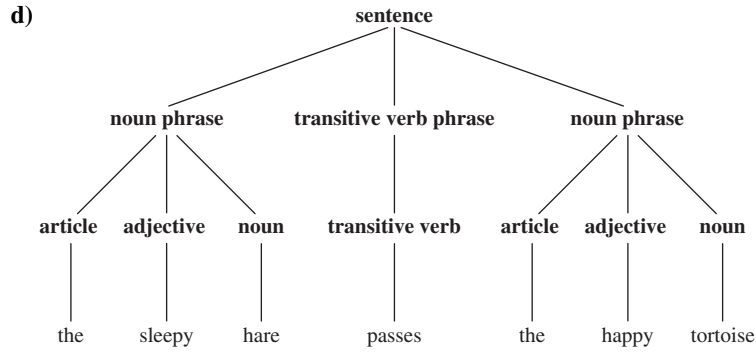 d)
sentence
noun phrase transitive verb phrase noun phrase
article adjective noun transitive verb article adjective noun
the sleepy hare passes the happy tortoise